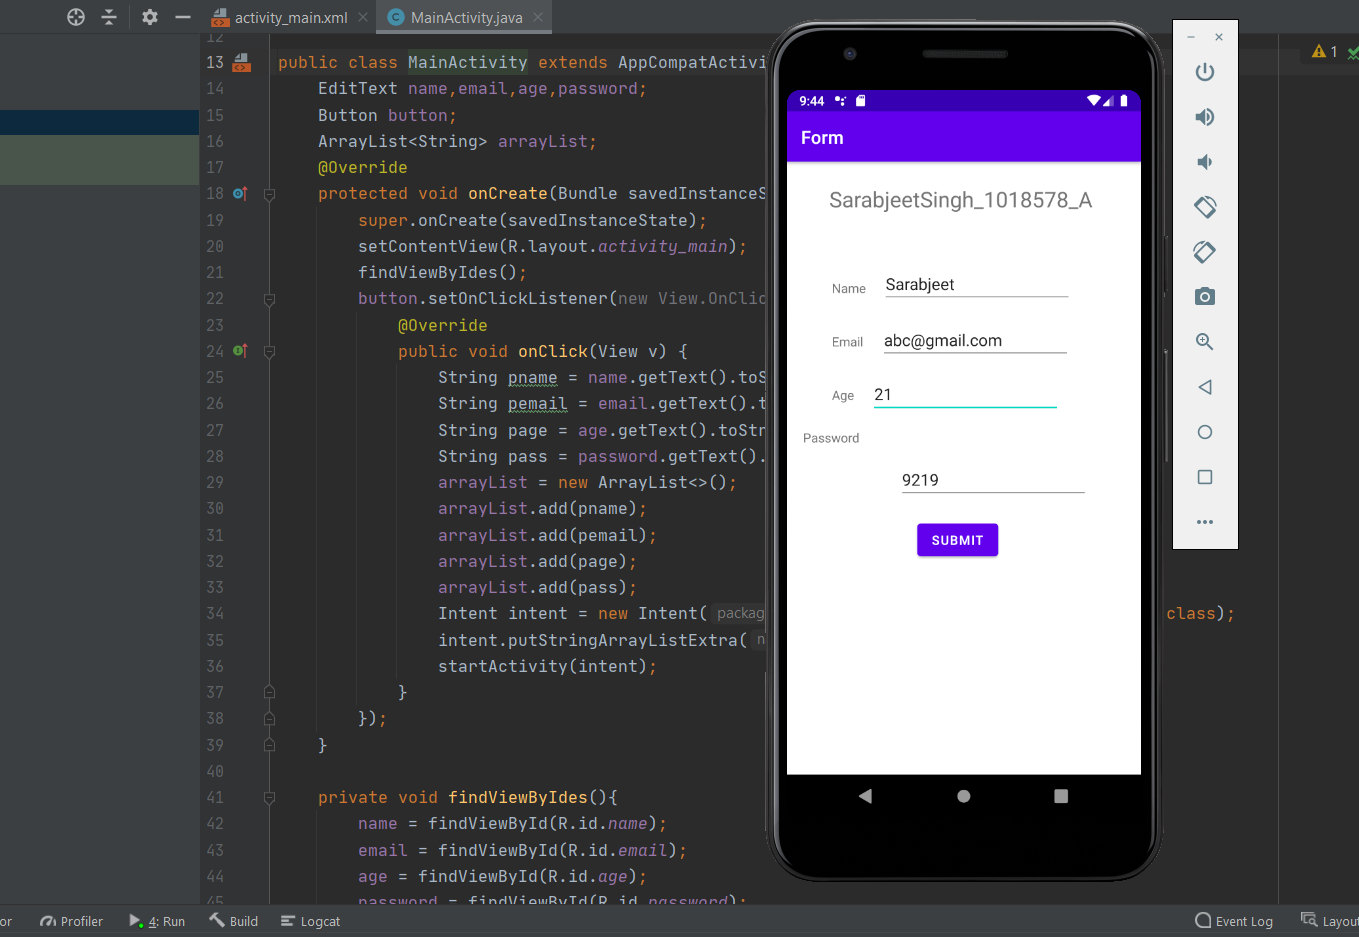 activity_main.xml
MainActivity.java
12
13 public class MainActivity extends AppCompatActivi
14 EditText name,email,age,password;
15 Button button;
16 ArrayList<String> arrayList;
17 @Override
18 protected void onCreate(Bundle savedInstanceS
19 super.onCreate(savedInstanceState);
20 setContentView(R.layout.activity_main);
21 findViewByIdes();
22 button.setOnClickListener(new View.OnClic
23 @Override
24 public void onClick(View v) {
25 String pname = name.getText().toS
26 String pemail = email.getText().t
27 String page = age.getText().toStr
28 String pass = password.getText().
29 arrayList = new ArrayList<>();
30 arrayList.add(pname);
31 arrayList.add(pemail);
32 arrayList.add(page);
33 arrayList.add(pass);
34 Intent intent = new Intent( packag class);
35 intent.putStringArrayListExtra( n
36 startActivity(intent);
37 }
38 });
39 }
40
41 private void findViewByIdes(){
42 name = findViewById(R.id.name);
43 email = findViewById(R.id.email);
44 age = findViewById(R.id.age);
45 password = findViewById(R.id.password);
9:44
Form
SarabjeetSingh_1018578_A
Name Sarabjeet
Email abc@gmail.com
Age 21
Password
9219
SUBMIT
1
or Profiler 4: Run Build Logcat Event Log Layou